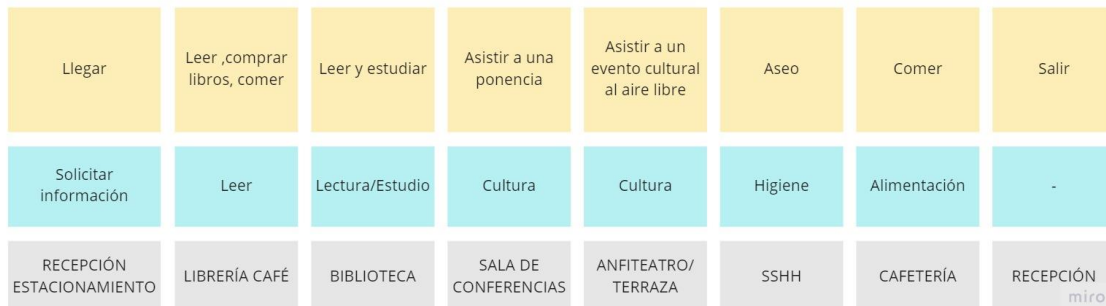 Llegar
Leer ,comprar
libros, comer
Leer y estudiar
Asistir a una
ponencia
Asistir a un
evento cultural
al aire libre
Aseo
Comer
Salir
Solicitar
información
Leer
Lectura/Estudio
Cultura
Cultura
Higiene
Alimentación
-
RECEPCIÓN
ESTACIONAMIENTO
LIBRERÍA CAFÉ
BIBLIOTECA
SALA DE
CONFERENCIAS
ANFITEATRO/
TERRAZA
SSHH
CAFETERÍA
RECEPCIÓN
miro